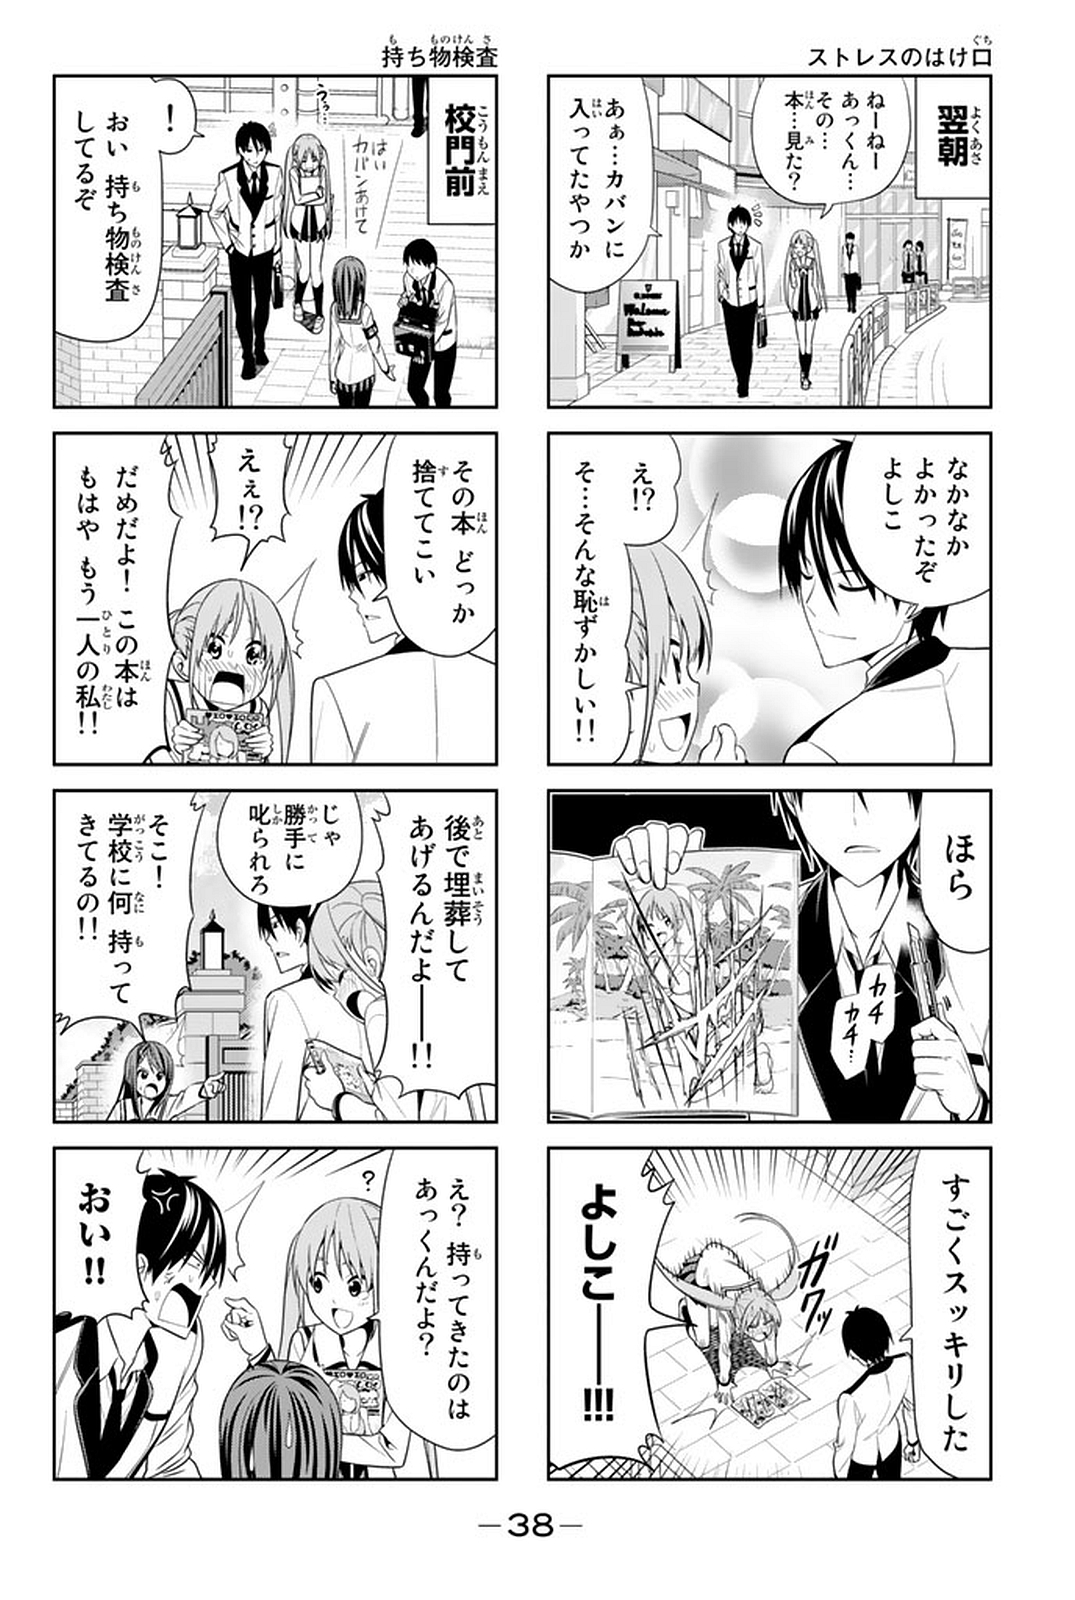 ストレスのはけ口
翌朝
ねーねー
あっくん…
その…
本…見た?
あぁ…カバンに
入ってたやつか
Welcome
なかなか
よかったぞ
よしこ
え!?
そ…そんな恥ずかしい!!
ほら
カチ
カチ…
すごくスッキリした
ガクッ
よしこ――!!!
持ち物検査
校門前
うぅ…
はい
カバンあけて
!
おい 持ち物検査
してるぞ
その本 どっか
捨ててこい
えぇ!?
だめだよ!この本は
もはや もう一人の私!!
後で埋葬して
あげるんだよ――!!
じゃ
勝手に
叱られろ
そこ!
学校に何 持って
きてるの!!
え?持ってきたのは
あっくんだよ?
?
おい!!
—38—